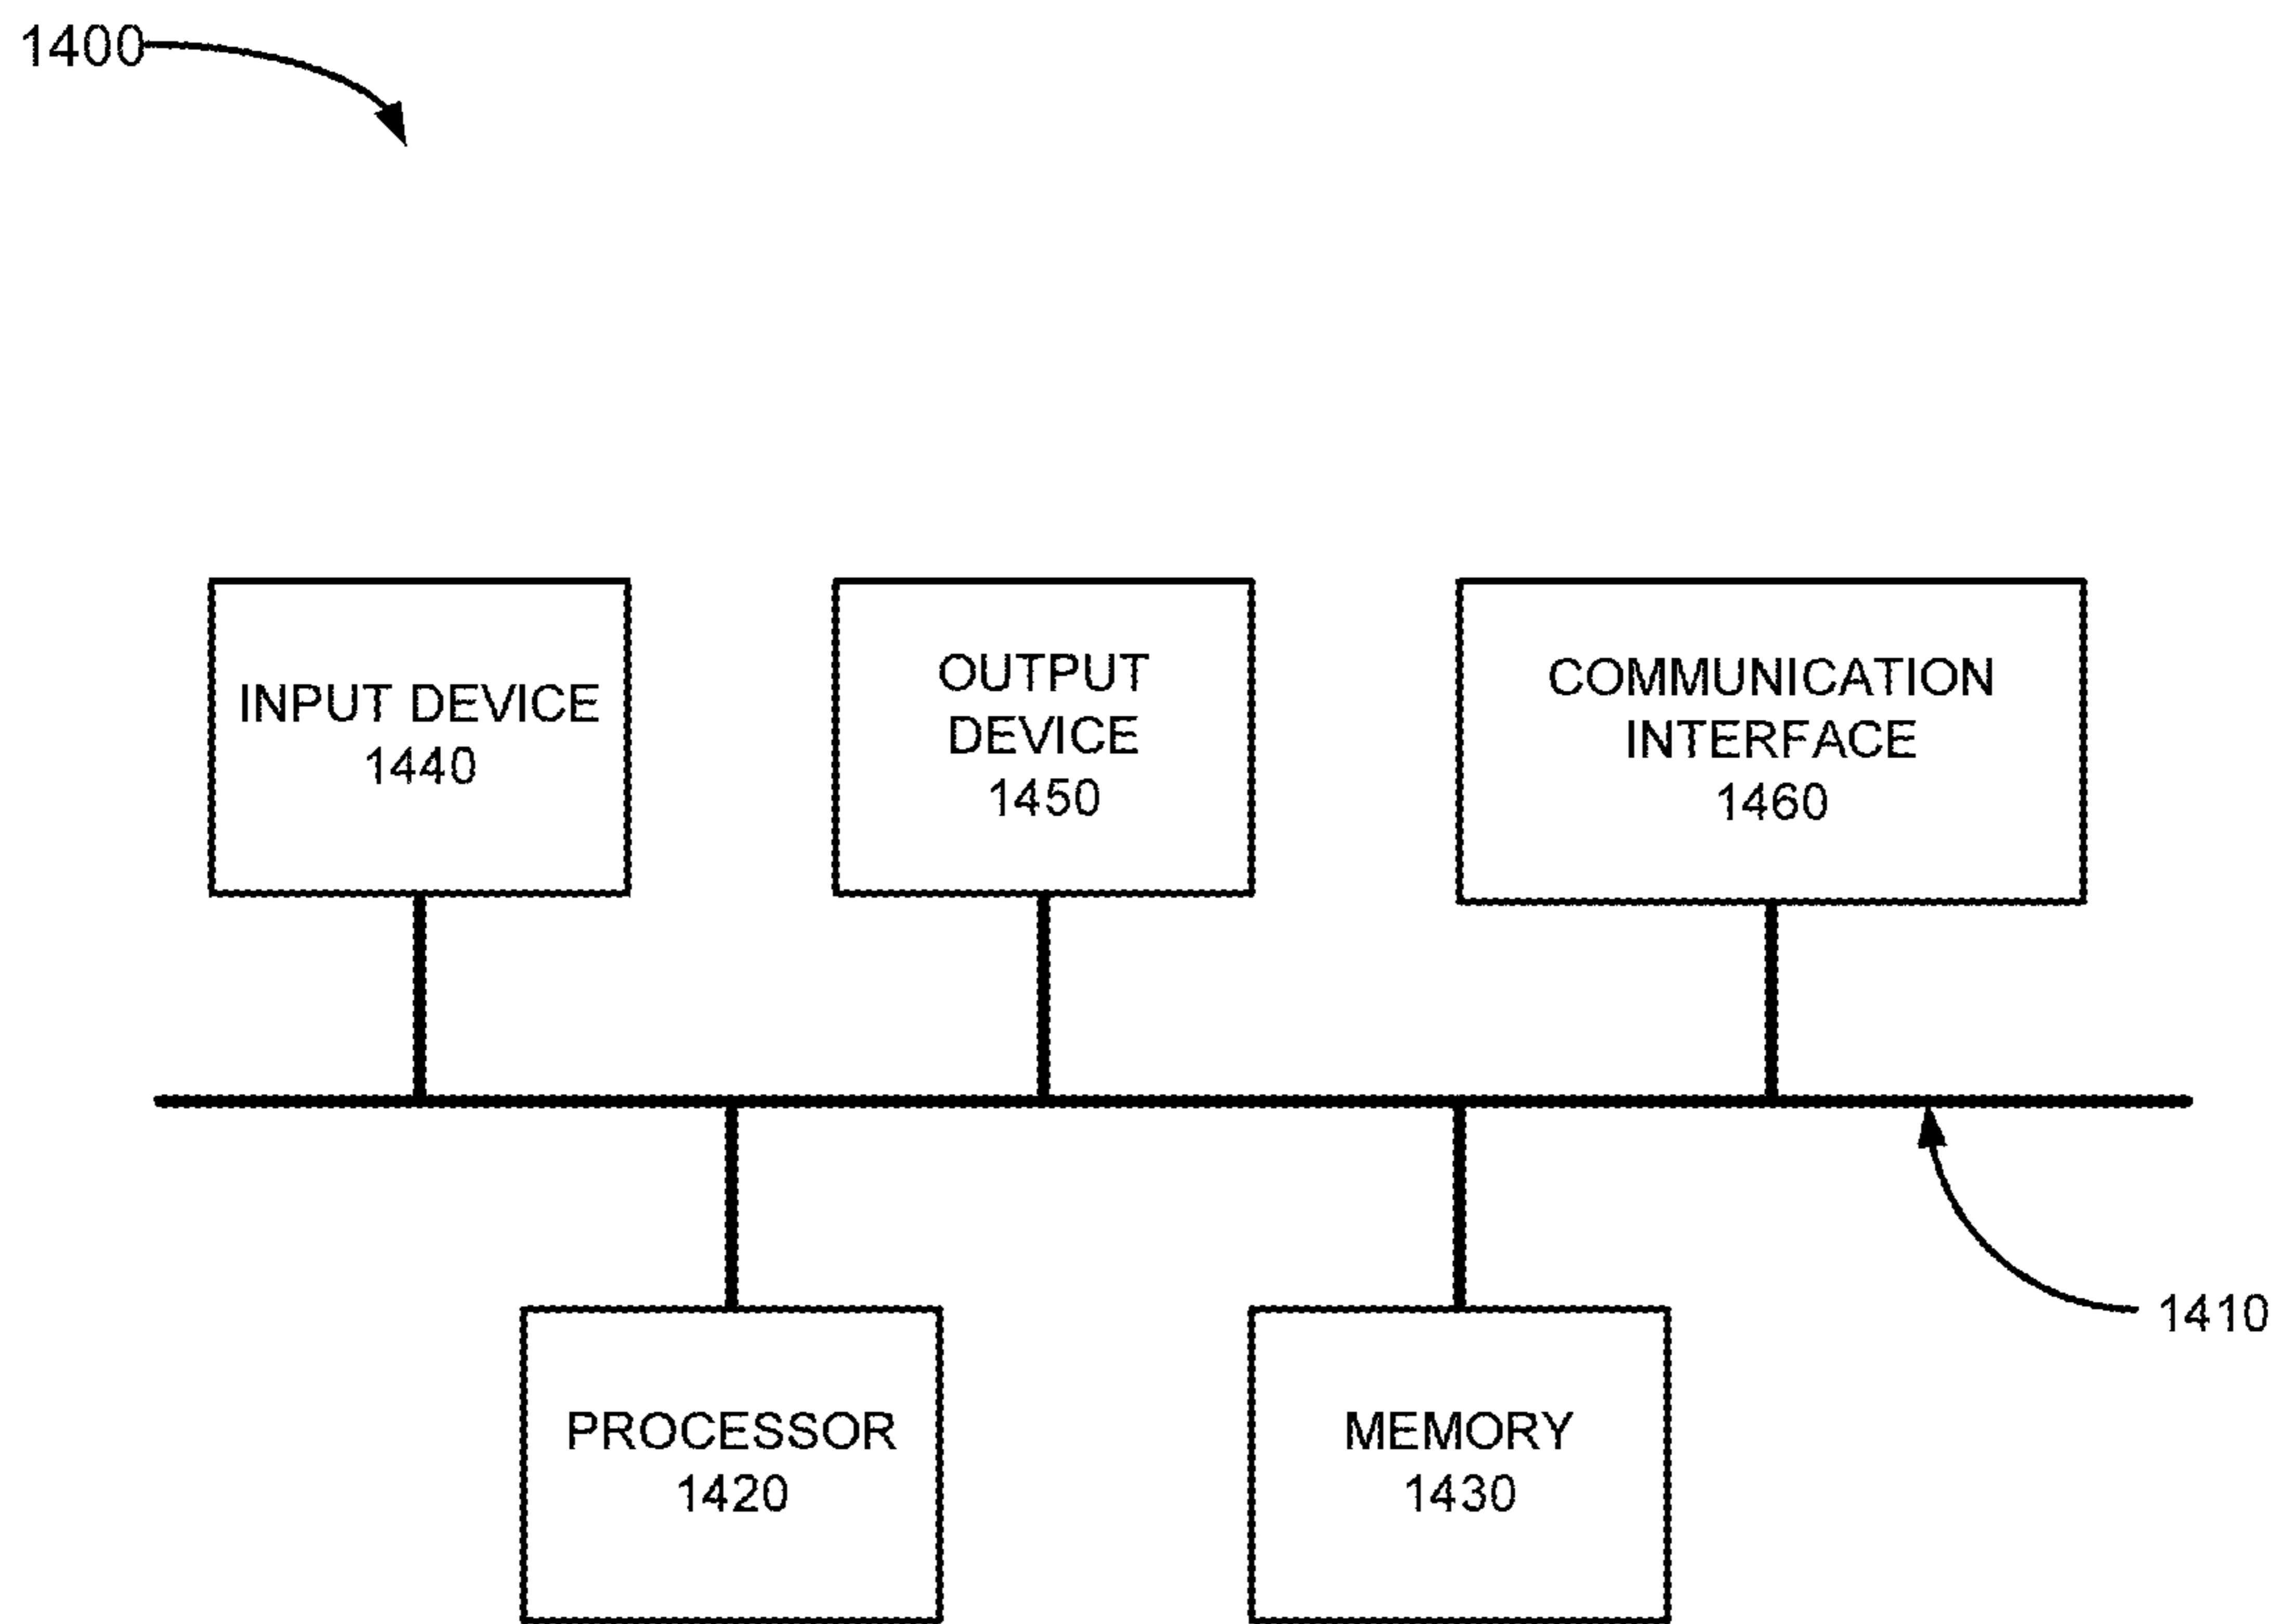 1400
INPUT DEVICE
1440
OUTPUT
DEVICE
1450
COMMUNICATION
INTERFACE
1460
1410
PROCESSOR
1420
MEMORY
1430